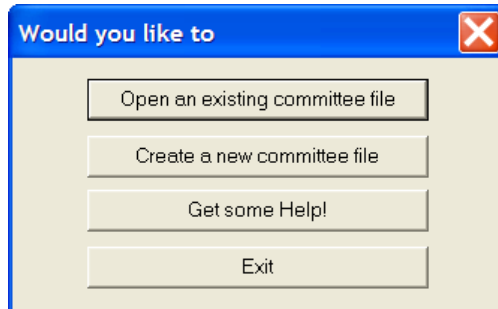 Would you like to
Open an existing committee file
Create a new committee file
Get some Help!
Exit